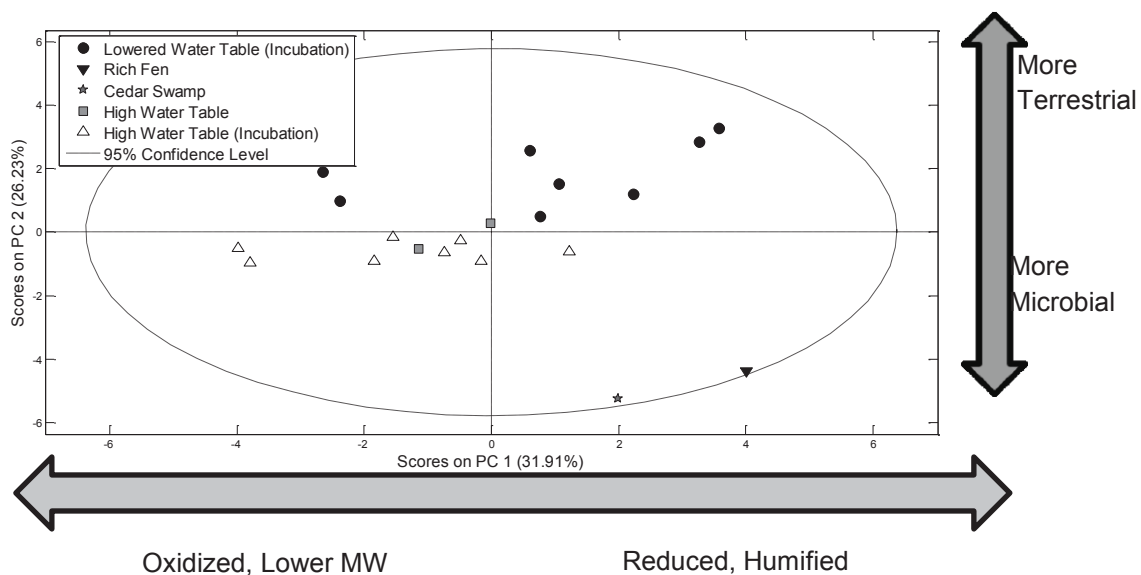 Lowered Water Table (Incubation)
Rich Fen
Cedar Swamp
High Water Table
High Water Table (Incubation)
95% Confidence Level
Scores on PC 2 (26.23%)
6
4
2
0
-2
-4
-6
-6
-4
-2
0
2
4
6
Scores on PC 1 (31.91%)
More
Terrestrial
More
Microbial
Oxidized, Lower MW
Reduced, Humified